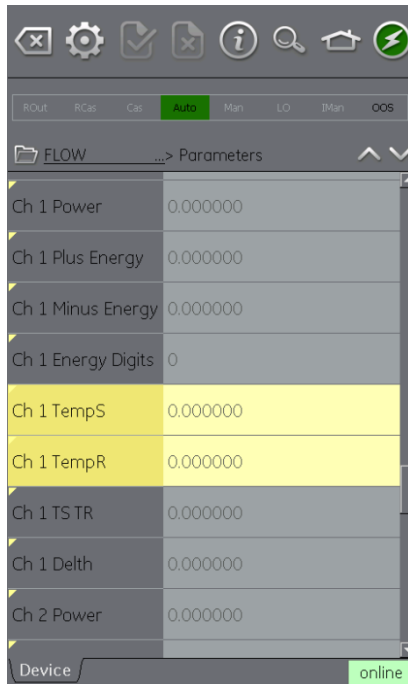 ROut RCas Cas Auto Man LO IMan OOS
FLOW ...> Parameters
Ch 1 Power 0.000000
Ch 1 Plus Energy 0.000000
Ch 1 Minus Energy 0.000000
Ch 1 Energy Digits 0
Ch 1 TempS 0.000000
Ch 1 TempR 0.000000
Ch 1 TS TR 0.000000
Ch 1 Delth 0.000000
Ch 2 Power 0.000000
Device online